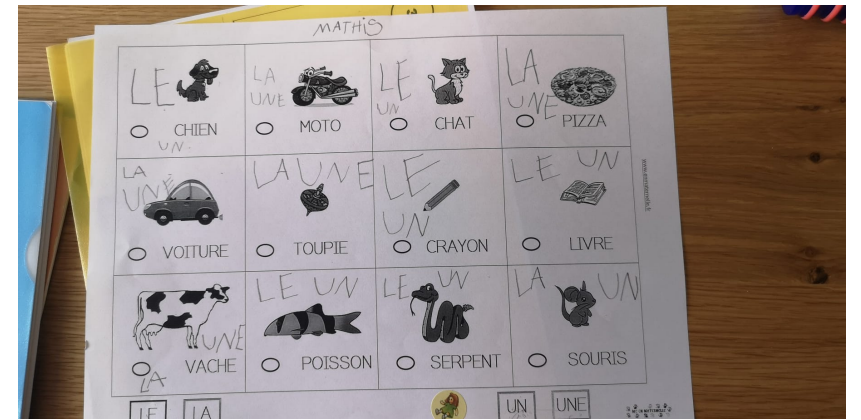 MATHIS
LE
CHIEN
UN
LA
UNE
MOTO
LE
UN
CHAT
LA
UNE
PIZZA
LA
UNE
VOITURE
LA UNE
TOUPIE
LE
UN
CRAYON
LE UN
LIVRE
UNE
VACHE
LA
LE UN
POISSON
LE UN
SERPENT
LA UN
SOURIS
LE LA UN UNE